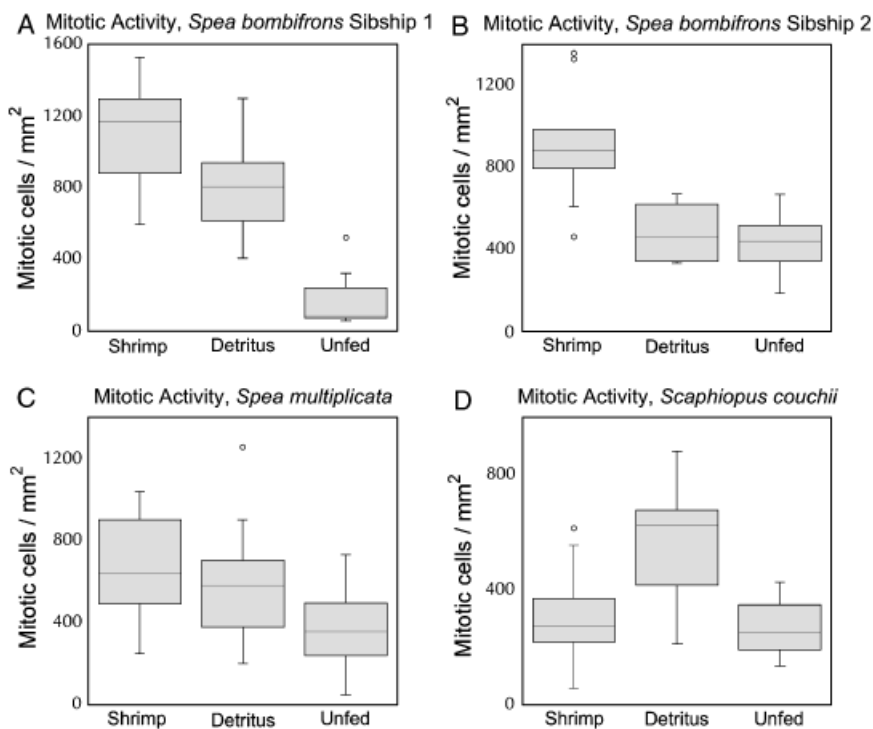 A Mitotic Activity, Spea bombifrons Sibship 1
Mitotic cells / mm²
1600
1200
800
400
0
Shrimp Detritus Unfed
B Mitotic Activity, Spea bombifrons Sibship 2
Mitotic cells / mm²
1200
800
400
0
Shrimp Detritus Unfed
C Mitotic Activity, Spea multiplicata
Mitotic cells / mm²
1200
800
400
0
Shrimp Detritus Unfed
D Mitotic Activity, Scaphiopus couchii
Mitotic cells / mm²
800
400
0
Shrimp Detritus Unfed